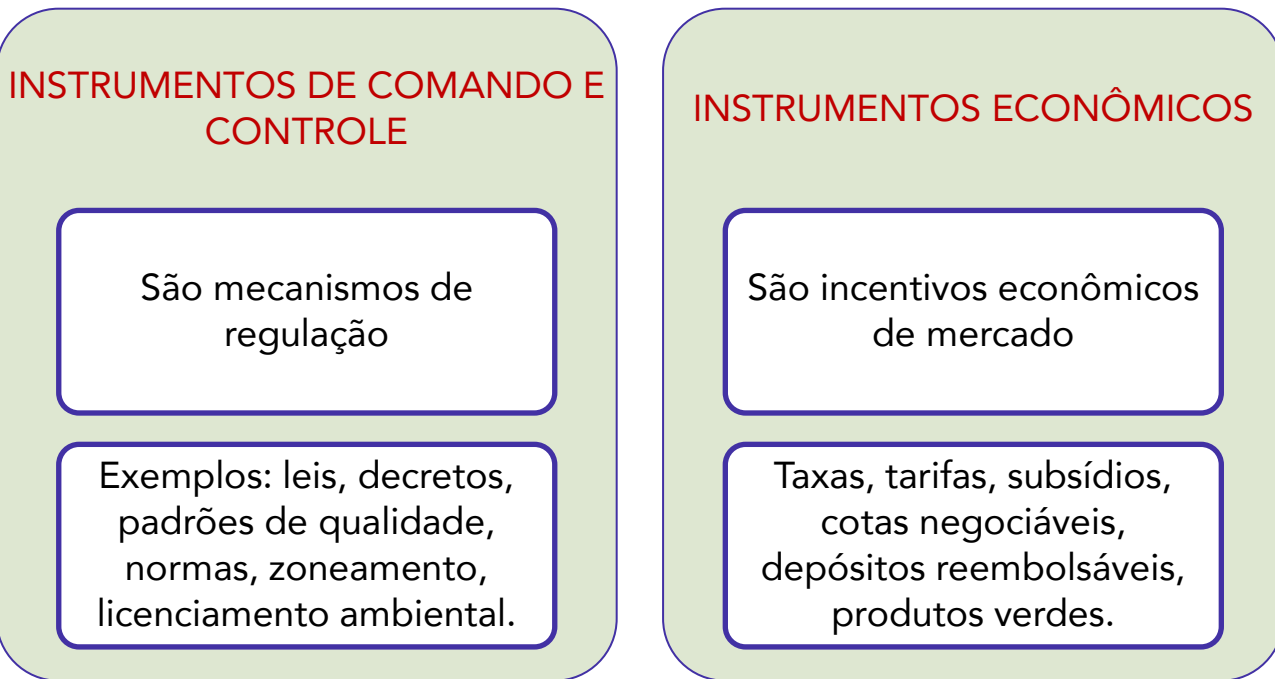 INSTRUMENTOS DE COMANDO E
CONTROLE
São mecanismos de
regulação
Exemplos: leis, decretos,
padrões de qualidade,
normas, zoneamento,
licenciamento ambiental.
INSTRUMENTOS ECONÔMICOS
São incentivos econômicos
de mercado
Taxas, tarifas, subsídios,
cotas negociáveis,
depósitos reembolsáveis,
produtos verdes.